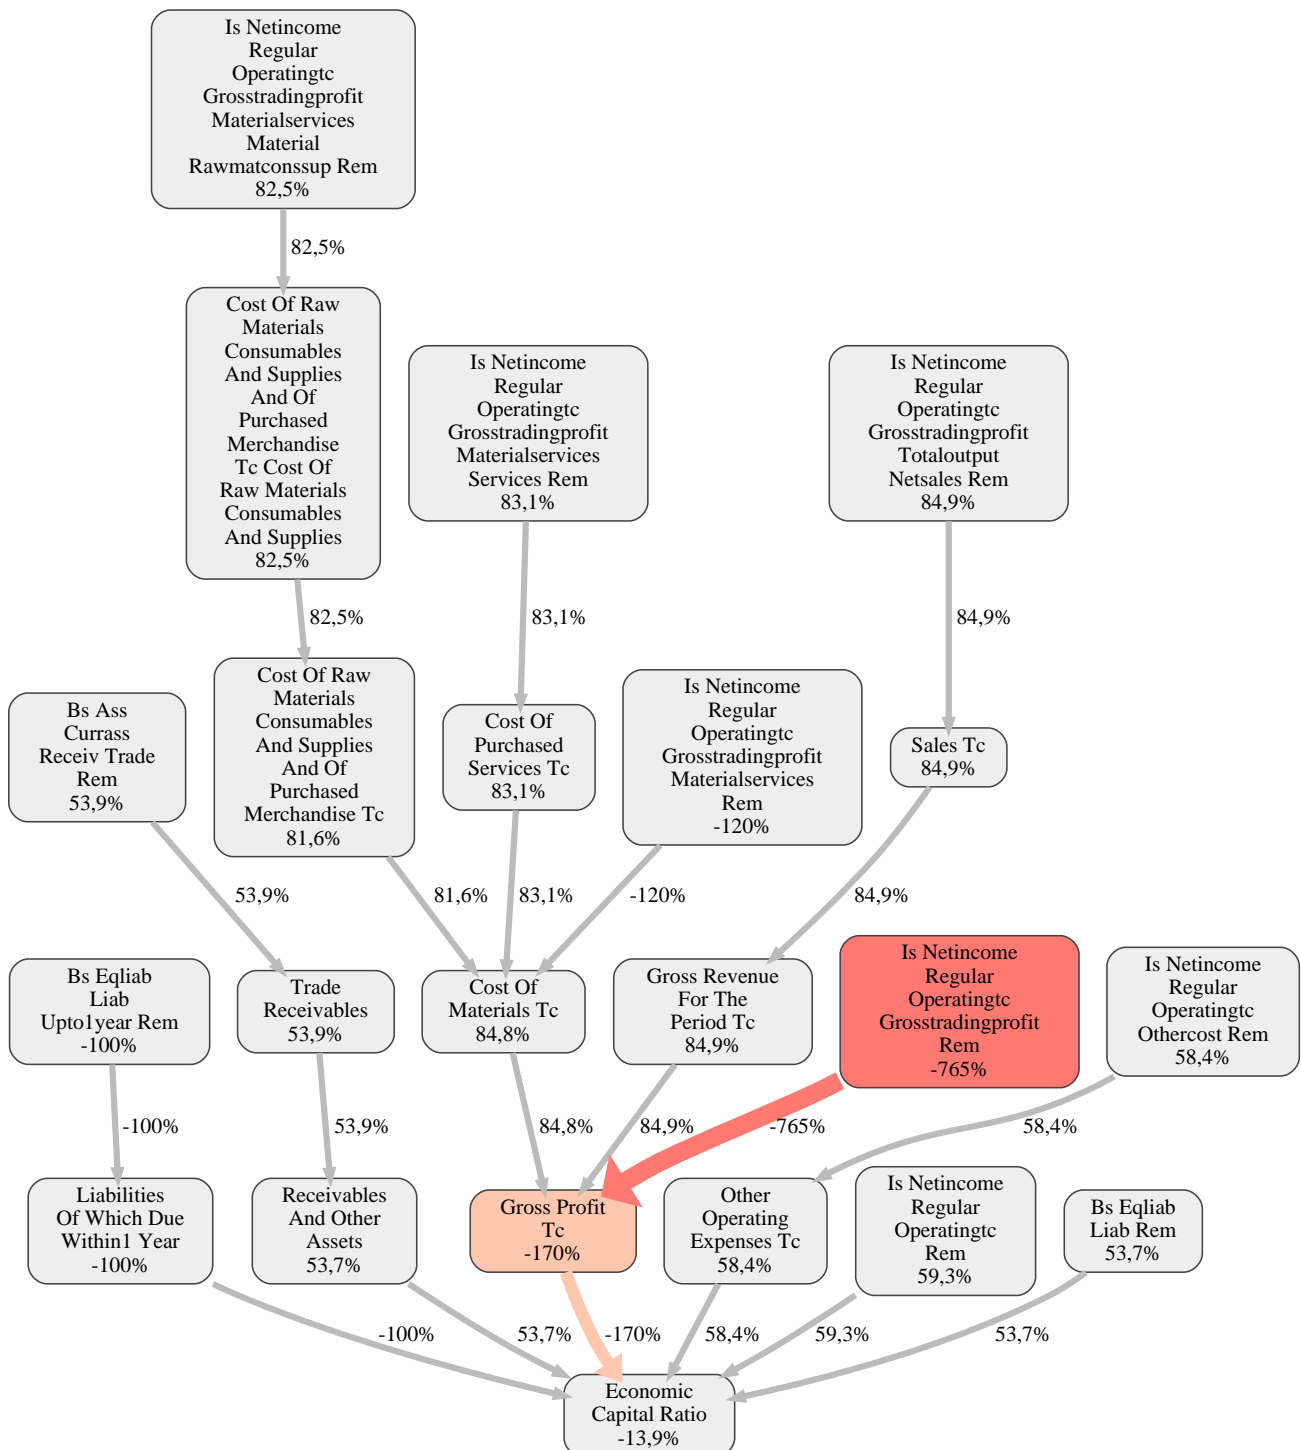 Is Netincome
Regular
Operatingtc
Grosstradingprofit
Materialservices
Material
Rawmatconssup Rem
82,5%
82,5%
Cost Of Raw
Materials
Consumables
And Supplies
And Of
Purchased
Merchandise
Tc Cost Of
Raw Materials
Consumables
And Supplies
82,5%
Is Netincome
Regular
Operatingtc
Grosstradingprofit
Materialservices
Services Rem
83,1%
Is Netincome
Regular
Operatingtc
Grosstradingprofit
Totaloutput
Netsales Rem
84,9%
82,5%
83,1%
84,9%
Bs Ass
Currass
Receiv Trade
Rem
53,9%
Cost Of Raw
Materials
Consumables
And Supplies
And Of
Purchased
Merchandise Tc
81,6%
Cost Of
Purchased
Services Tc
83,1%
Is Netincome
Regular
Operatingtc
Grosstradingprofit
Materialservices
Rem
-120%
Sales Tc
84,9%
53,9%
81,6%
83,1%
-120%
84,9%
Bs Eqliab
Liab
Upto1year Rem
-100%
Trade
Receivables
53,9%
Cost Of
Materials Tc
84,8%
Gross Revenue
For The
Period Tc
84,9%
Is Netincome
Regular
Operatingtc
Grosstradingprofit
Rem
-765%
Is Netincome
Regular
Operatingtc
Othercost Rem
58,4%
-100%
53,9%
84,8%
84,9%
-765%
58,4%
Liabilities
Of Which Due
Within1 Year
-100%
Receivables
And Other
Assets
53,7%
Gross Profit
Tc
-170%
Other
Operating
Expenses Tc
58,4%
Is Netincome
Regular
Operatingtc
Rem
59,3%
Bs Eqliab
Liab Rem
53,7%
-100%
53,7%
-170%
58,4%
59,3%
53,7%
Economic
Capital Ratio
-13,9%